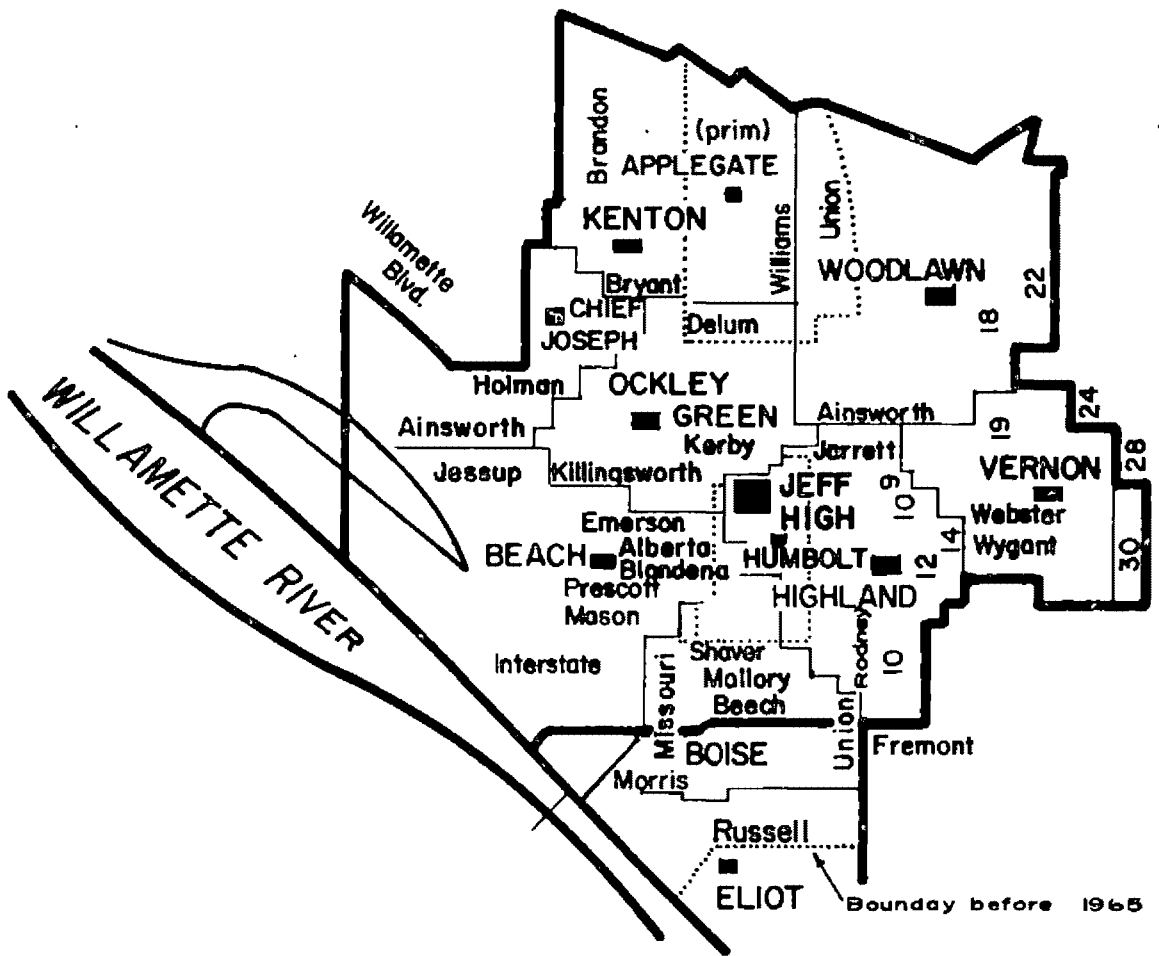 Brandon
(prim)
APPLEGATE
KENTON
Williams
Union
Willamette
Blvd.
WOODLAWN
22
18
Bryant
CHIEF
JOSEPH
Delum
Holman
OCKLEY
GREEN
Ainsworth
24
19
Ainsworth
Kerby
Jarrett
VERNON
28
Jessup
Killingsworth
JEFF
HIGH
9
10
Webster
Wygant
14
30
WILLAMETTE RIVER
Emerson
BEACH
Alberta
Blandena
HUMBOLT
12
Prescott
Mason
HIGHLAND
Interstate
Missouri
Shaver
Mallory
Beech
Rodney
10
Union
Fremont
BOISE
Morris
Russell
ELIOT
Bounday before 1965